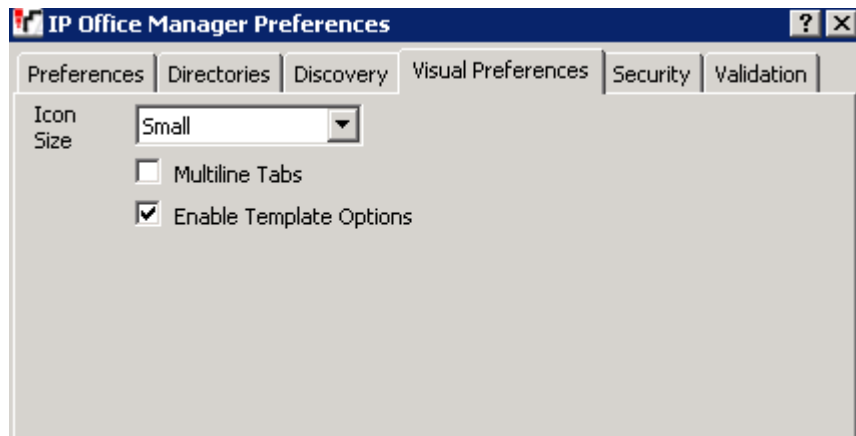 IP Office Manager Preferences
Preferences Directories Discovery Visual Preferences Security Validation
Icon Size Small
Multiline Tabs
Enable Template Options